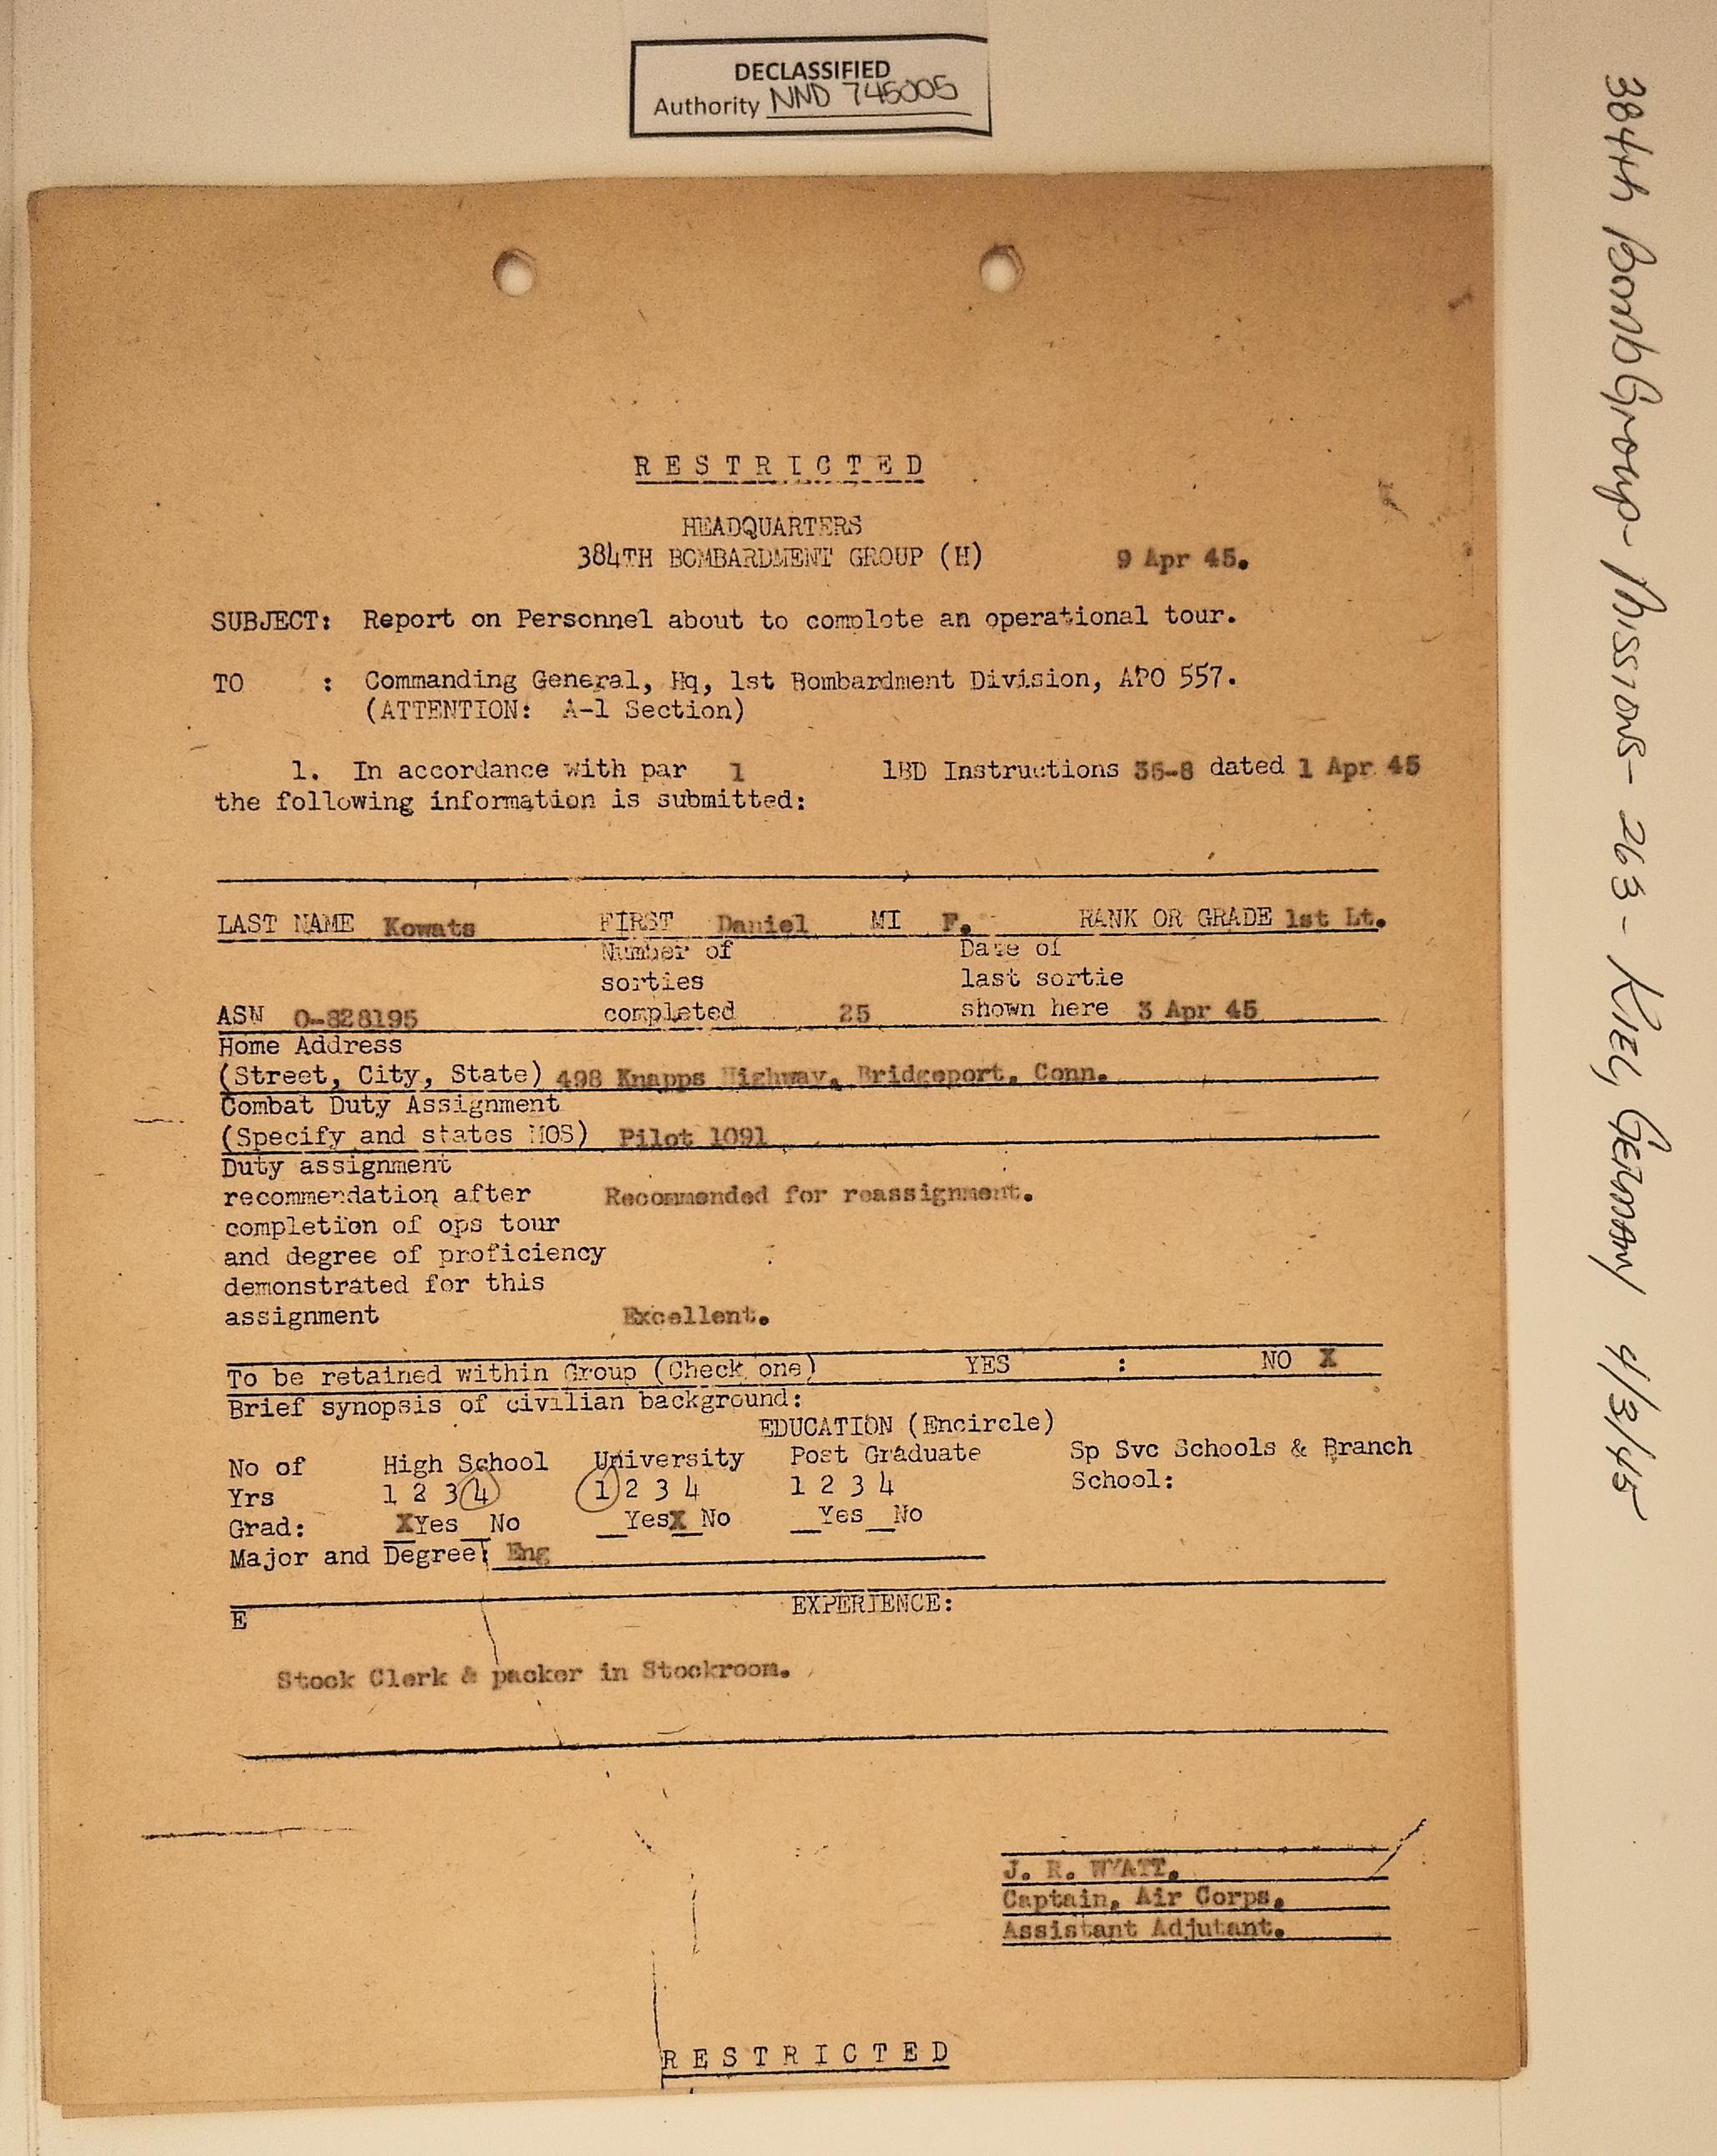 DECLASSIFIED
Authority NND 745005
R E S T R I C T E D
HEADQUARTERS
384TH BOMBARDMENT GROUP (H) 9 Apr 45.
SUBJECT: Report on Personnel about to complete an operational tour.
TO : Commanding General, Hq, 1st Bombardment Division, APO 557.
(ATTENTION: A-1 Section)
1. In accordance with par 1 1BD Instructions 35-8 dated 1 Apr 45
the following information is submitted:
LAST NAME Kowats FIRST Daniel MI F. RANK OR GRADE 1st Lt.
Number of Date of
sorties last sortie
ASN O-828195 completed 25 shown here 3 Apr 45
Home Address
(Street, City, State) 498 Knapps Highway, Bridgeport, Conn.
Combat Duty Assignment
(Specify and states MOS) Pilot 1091
Duty assignment
recommendation after Recommended for reassignment.
completion of ops tour
and degree of proficiency
demonstrated for this
assignment Excellent.
To be retained within Group (Check one) YES : NO X
Brief synopsis of civilian background:
EDUCATION (Encircle)
No of High School University Post Graduate Sp Svc Schools & Branch
Yrs 1 2 3 4 1 2 3 4 1 2 3 4 School:
Grad: XYes_No _YesX No _Yes_No
Major and Degree: Eng
E EXPERIENCE:
Stock Clerk & packer in Stockroom.
J. R. WYATT,
Captain, Air Corps,
Assistant Adjutant.
R E S T R I C T E D
384th Bomb Group- Missions- 263- KIEL, GERMANY 4/3/45